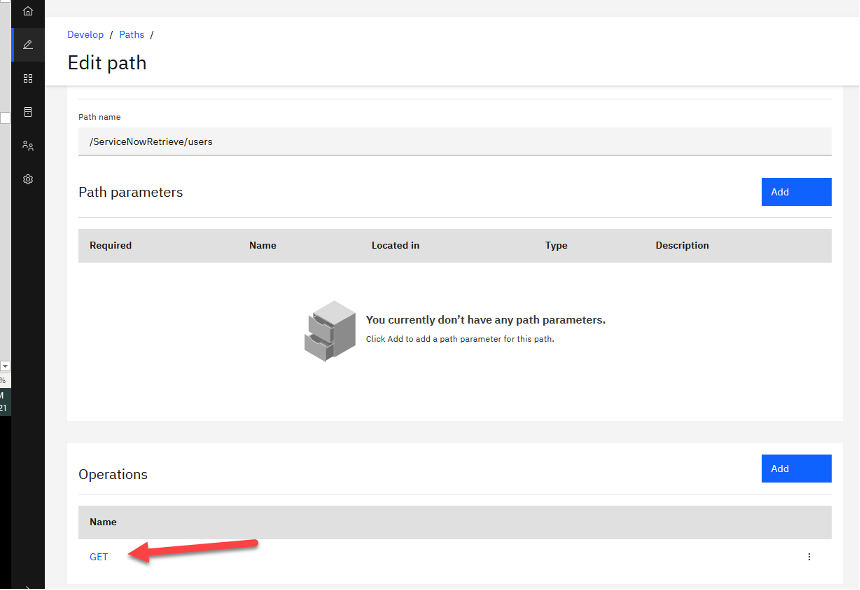 Develop / Paths /
Edit path
Path name
/ServiceNowRetrieve/users
Path parameters
Add
Required Name Located in Type Description
You currently don't have any path parameters.
Click Add to add a path parameter for this path.
%
M
21
Operations
Add
Name
GET